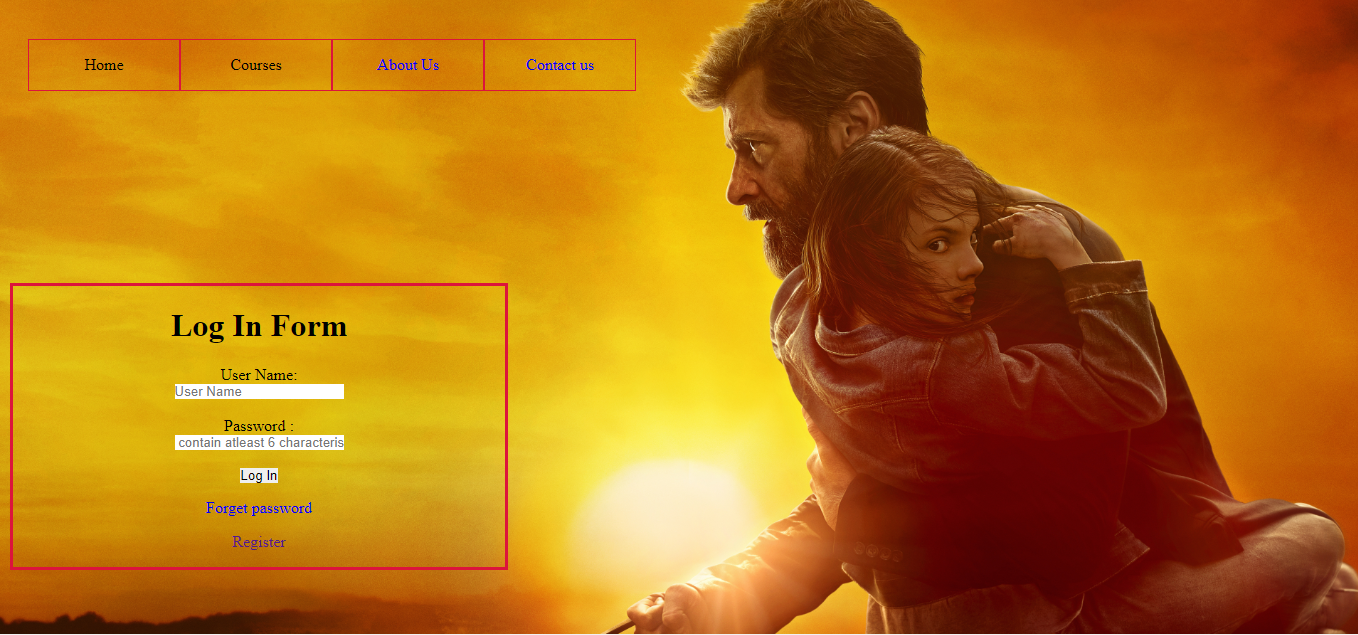 Home Courses About Us Contact us
Log In Form
User Name:
User Name
Password :
contain atleast 6 characteris
Log In
Forget password
Register